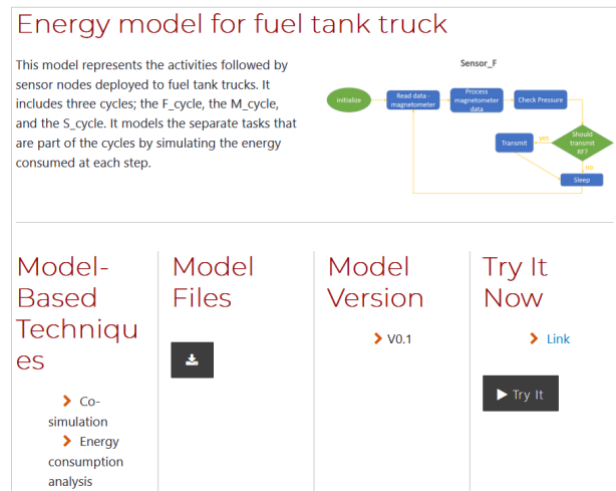 Energy model for fuel tank truck
This model represents the activities followed by
sensor nodes deployed to fuel tank trucks. It
includes three cycles; the F_cycle, the M_cycle,
and the S_cycle. It models the separate tasks that
are part of the cycles by simulating the energy
consumed at each step.
Sensor_F
initialize
Read data -
magnetometer
Process
magnetometer
data
Check Pressure
Should
transmit
RF?
yes
Transmit
no
Sleep
Model-
Based
Techniqu
es
Co-
simulation
Energy
consumption
analysis
Model
Files
Model
Version
V0.1
Try It
Now
Link
Try It